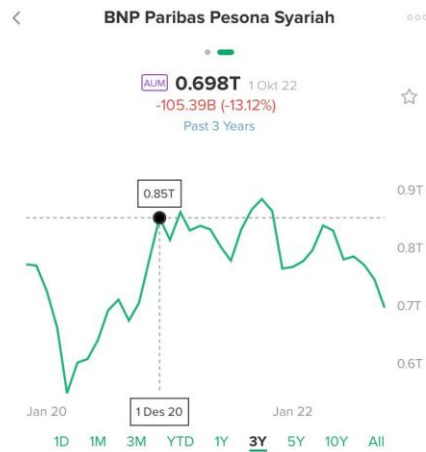 BNP Paribas Pesona Syariah
AUM 0.698T 1 Okt 22
-105.39B (-13.12%)
Past 3 Years
0.85T
0.9T
0.8T
0.7T
0.6T
Jan 20 1 Des 20 Jan 22
1D 1M 3M YTD 1Y 3Y 5Y 10Y All